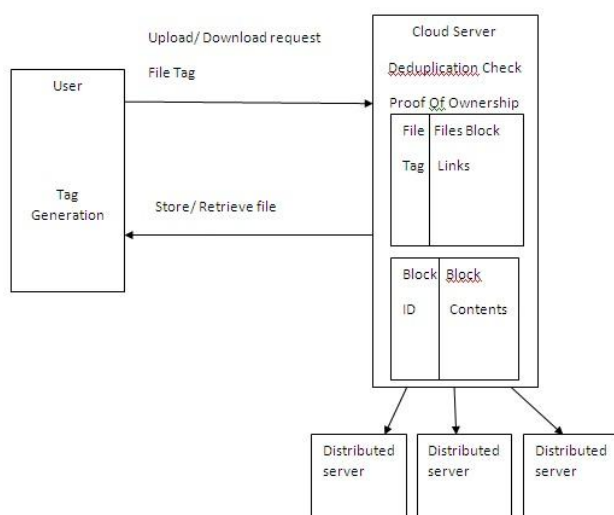 Upload/ Download request
File Tag
User
Tag
Generation
Store/ Retrieve file
Cloud Server
Deduplication Check
Proof Of Ownership
File Files Block
Tag Links
Block Block
ID Contents
Distributed
server
Distributed
server
Distributed
server